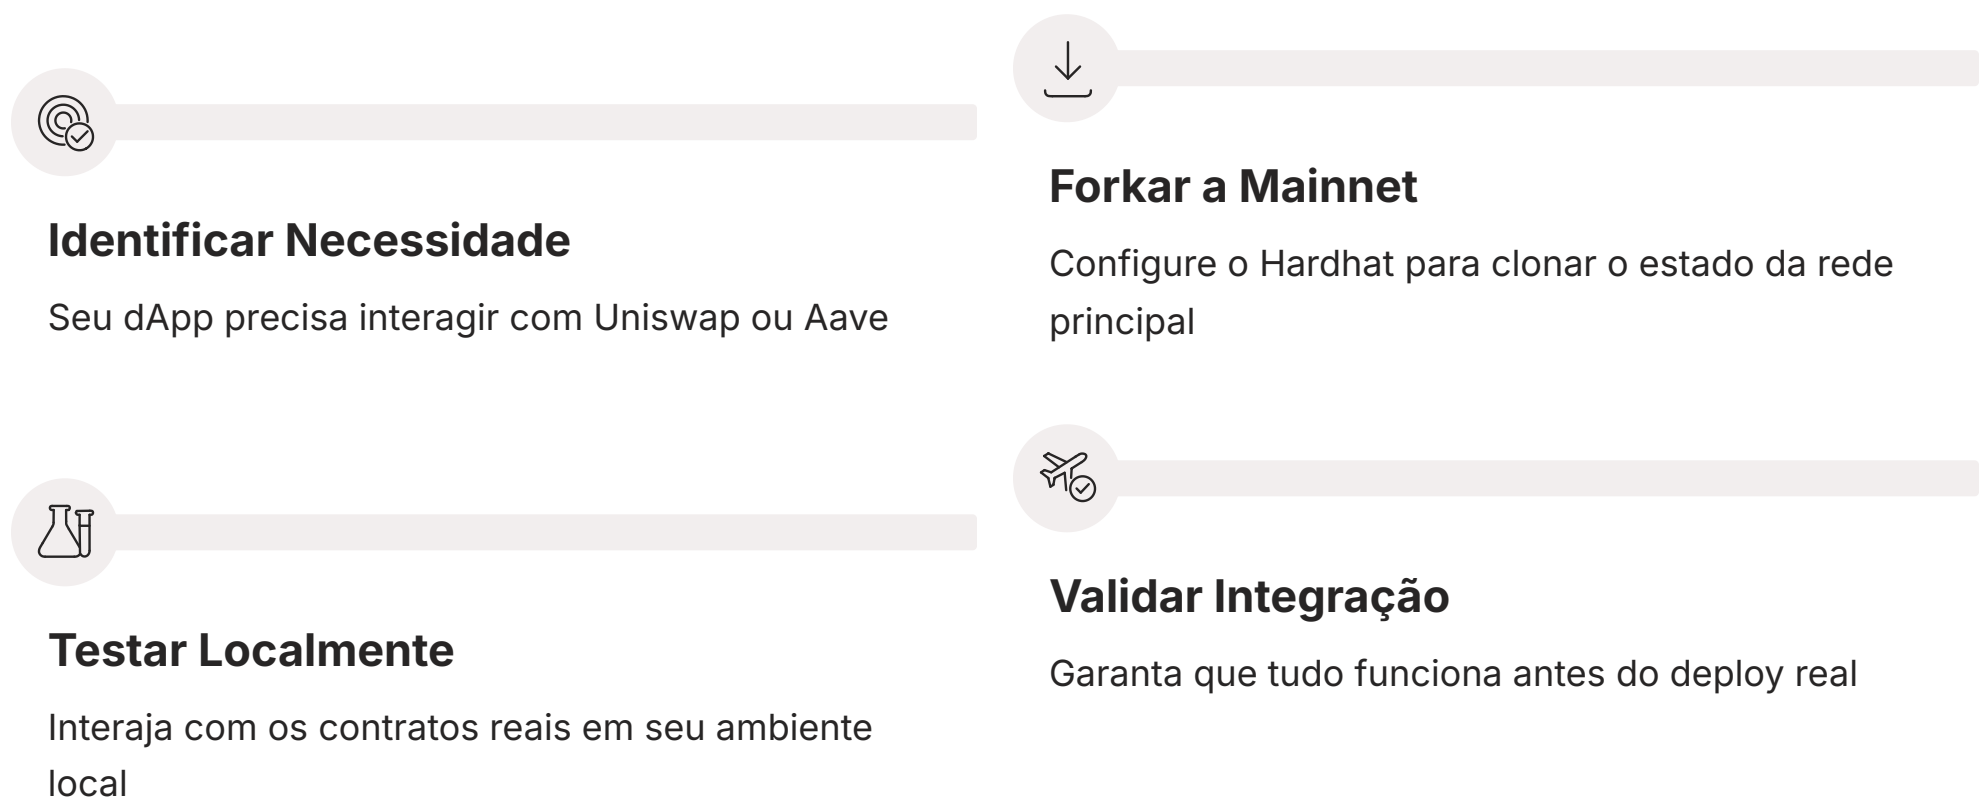 Identificar Necessidade
Seu dApp precisa interagir com Uniswap ou Aave
Forkar a Mainnet
Configure o Hardhat para clonar o estado da rede
principal
Testar Localmente
Interaja com os contratos reais em seu ambiente
local
Validar Integração
Garanta que tudo funciona antes do deploy real